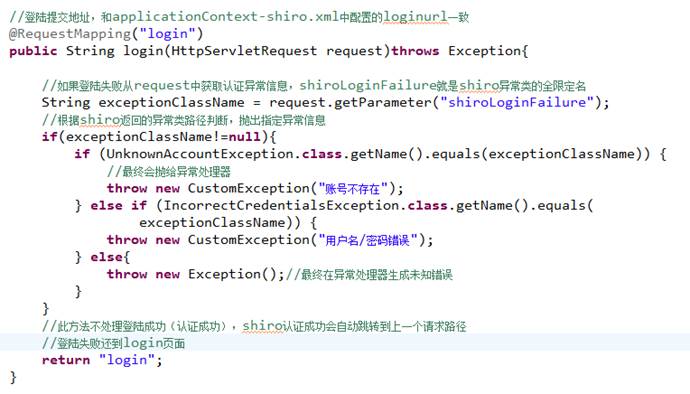 //登陆提交地址，和applicationContext-shiro.xml中配置的loginurl一致
@RequestMapping("login")
public String login(HttpServletRequest request)throws Exception{
//如果登陆失败从request中获取认证异常信息，shiroLoginFailure就是shiro异常类的全限定名
String exceptionClassName = request.getParameter("shiroLoginFailure");
//根据shiro返回的异常类路径判断，抛出指定异常信息
if(exceptionClassName!=null){
if (UnknownAccountException.class.getName().equals(exceptionClassName)) {
//最终会抛给异常处理器
throw new CustomException("账号不存在");
} else if (IncorrectCredentialsException.class.getName().equals(
exceptionClassName)) {
throw new CustomException("用户名/密码错误");
} else{
throw new Exception();//最终在异常处理器生成未知错误
}
}
//此方法不处理登陆成功（认证成功），shiro认证成功会自动跳转到上一个请求路径
//登陆失败还到login页面
return "login";
}